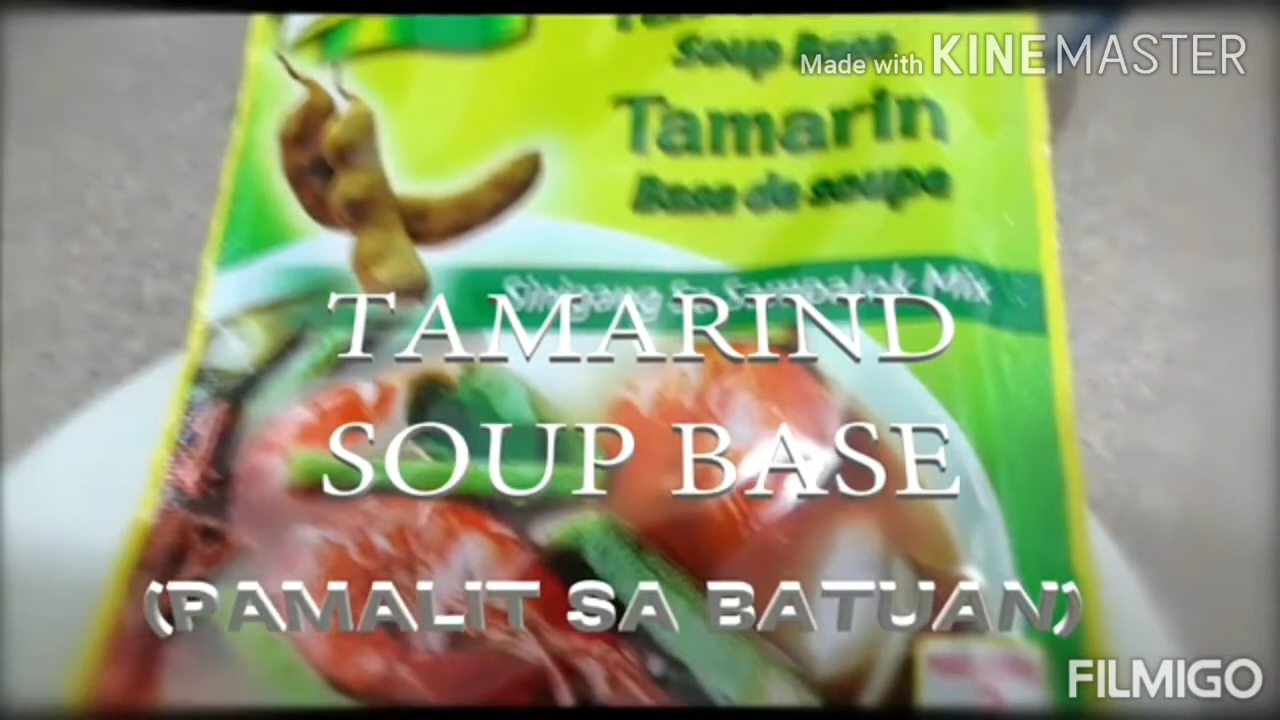 Soup Base
Made with KINEMASTER
Tamarin
Base de soupe
Sinigang Sa Sampalok Mix
TAMARIND
SOUP BASE
(PAMALIT SA BATUAN)
FILMIGO